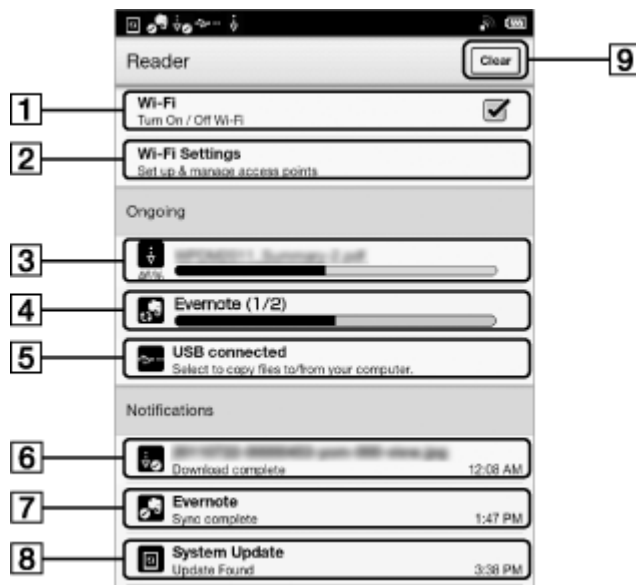 Reader
Clear
9
1
Wi-Fi
Turn On / Off Wi-Fi
2
Wi-Fi Settings
Set up & manage access points
Ongoing
3
4
Evernote (1/2)
5
USB connected
Select to copy files to/from your computer.
Notifications
6
Download complete
12:08 AM
7
Evernote
Sync complete
1:47 PM
8
System Update
Update Found
3:38 PM